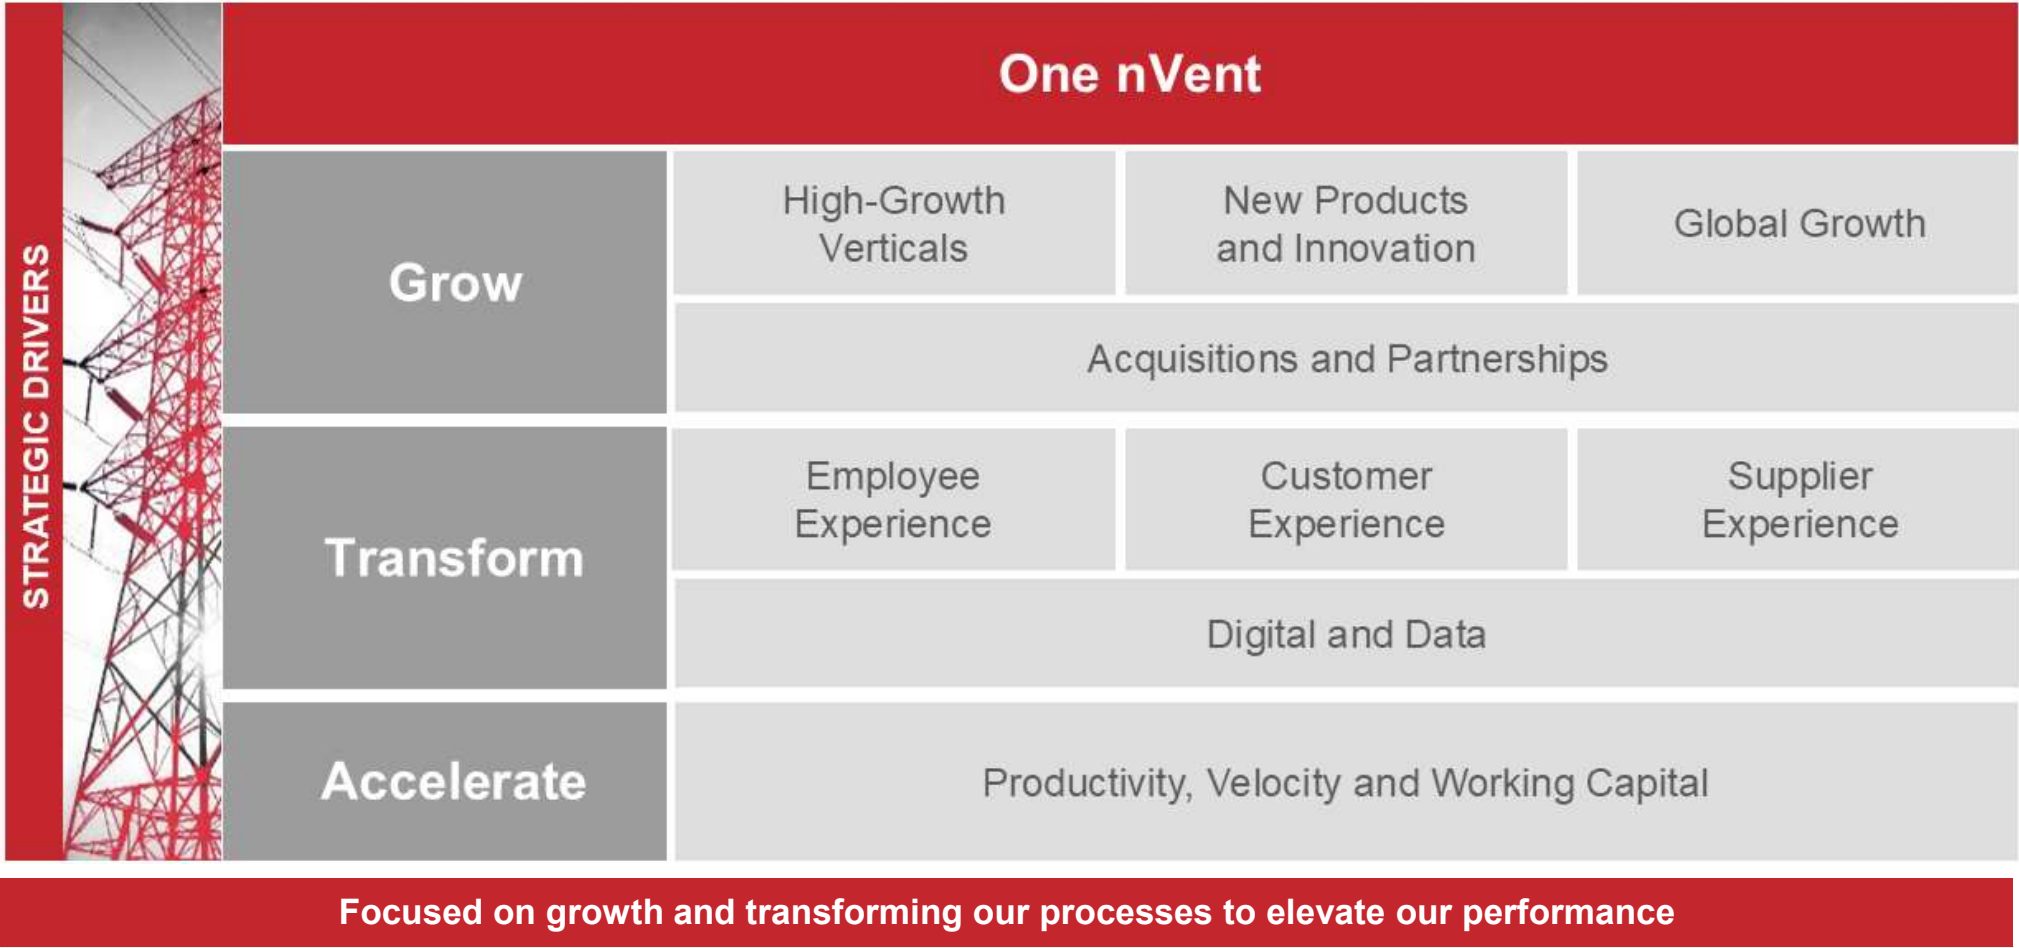 STRATEGIC DRIVERS
One nVent
Grow
High-Growth
Verticals
New Products
and Innovation
Global Growth
Acquisitions and Partnerships
Transform
Employee
Experience
Customer
Experience
Supplier
Experience
Digital and Data
Accelerate
Productivity, Velocity and Working Capital
Focused on growth and transforming our processes to elevate our performance